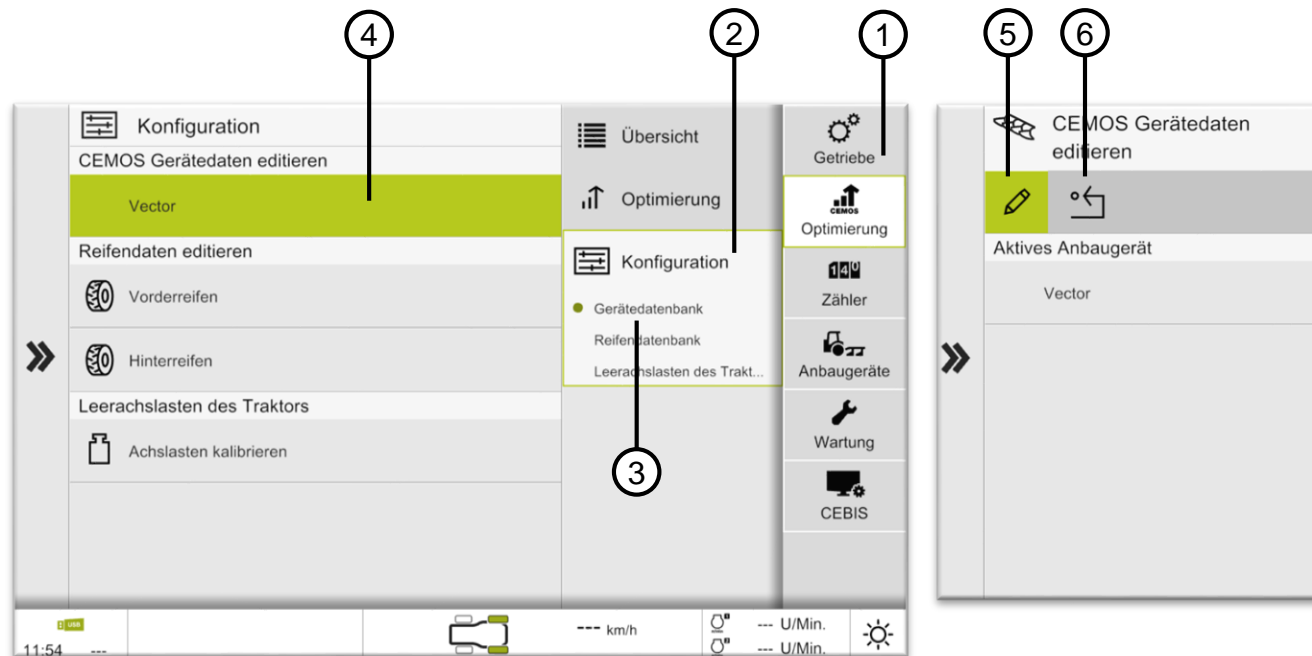 4
2
1
5
6
Konfiguration
CEMOS Gerätedaten editieren
Vector
Reifendaten editieren
Vorderreifen
Hinterreifen
Leerachslasten des Traktors
Achslasten kalibrieren
Übersicht
Optimierung
Konfiguration
Gerätedatenbank
Reifendatenbank
Leerachslasten des Trakt...
3
Getriebe
CEMOS
Optimierung
140
Zähler
Anbaugeräte
Wartung
CEBIS
USB
11:54 ---
--- km/h
--- U/Min.
--- U/Min.
CEMOS Gerätedaten
editieren
Aktives Anbaugerät
Vector